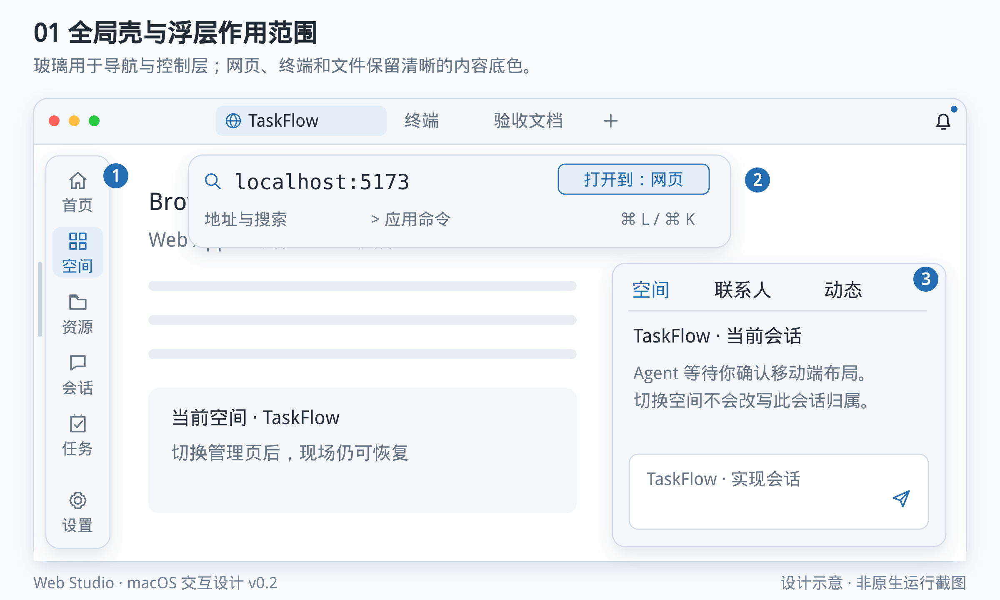 01 全局壳与浮层作用范围
玻璃用于导航与控制层；网页、终端和文件保留清晰的内容底色。
TaskFlow 终端 验收文档 +
1
首页
空间
资源
会话
任务
设置
localhost:5173 打开到：网页
2
地址与搜索 > 应用命令 ⌘ L / ⌘ K
Web
空间 联系人 动态 3
TaskFlow · 当前会话
Agent 等待你确认移动端布局。
切换空间不会改写此会话归属。
TaskFlow · 实现会话
当前空间 · TaskFlow
切换管理页后，现场仍可恢复
Web Studio · macOS 交互设计 v0.2
设计示意 · 非原生运行截图